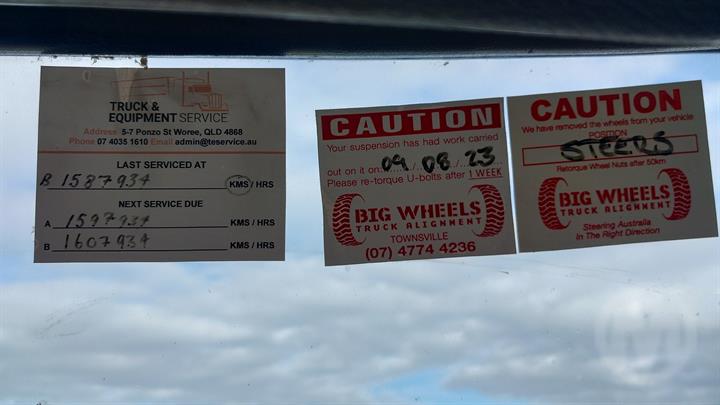 TRUCK &
EQUIPMENT SERVICE
Address 5-7 Ponzo St Woree, QLD 4868
Phone 07 4035 1610 Email admin@teservice.au
LAST SERVICED AT
B 1587934 KMS / HRS
NEXT SERVICE DUE
A 1597934 KMS / HRS
B 1607934 KMS / HRS
CAUTION
Your suspension has had work carried
out on it on 09 / 08 / 23
Please re-torque U-bolts after 1 WEEK
BIG WHEELS
TRUCK ALIGNMENT
TOWNSVILLE
(07) 4774 4236
CAUTION
We have removed the wheels from your vehicle
POSITION
STEERS
Retorque Wheel Nuts after 50km
BIG WHEELS
TRUCK ALIGNMENT
Steering Australia
In The Right Direction